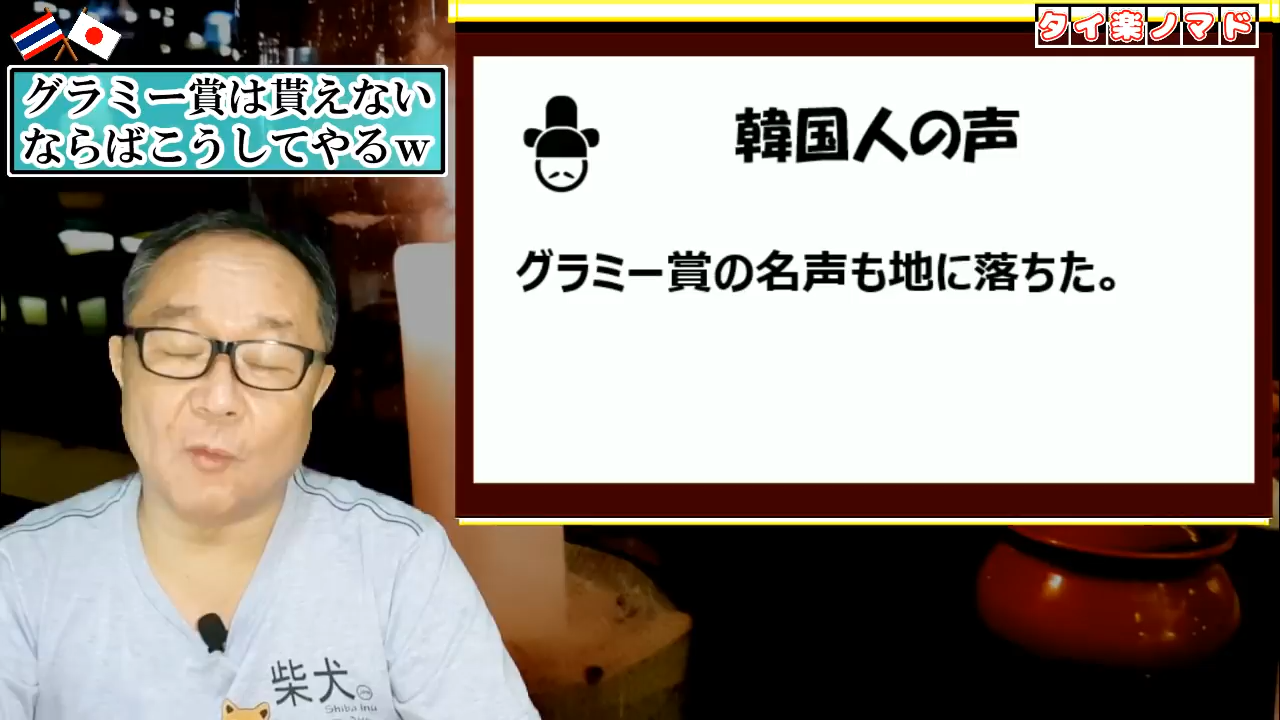 タイ楽ノマド
グラミー賞は貰えない
ならばこうしてやるｗ
韓国人の声
グラミー賞の名声も地に落ちた。
柴犬
Shiba Inu